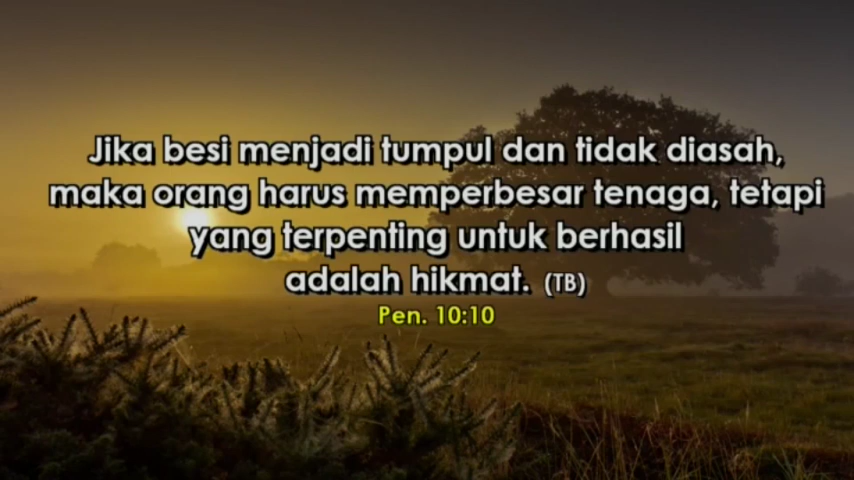 Jika besi menjadi tumpul dan tidak diasah,
maka orang harus memperbesar tenaga, tetapi
yang terpenting untuk berhasil
adalah hikmat. (TB)
Pen. 10:10